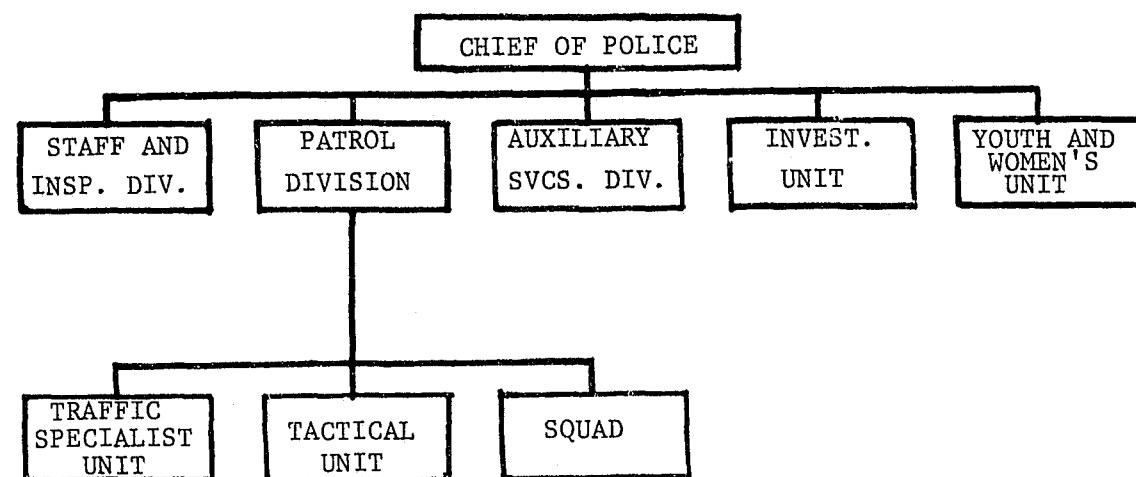 CHIEF OF POLICE
STAFF AND
INSP. DIV.
PATROL
DIVISION
AUXILIARY
SVCS. DIV.
INVEST.
UNIT
YOUTH AND
WOMEN'S
UNIT
TRAFFIC
SPECIALIST
UNIT
TACTICAL
UNIT
SQUAD